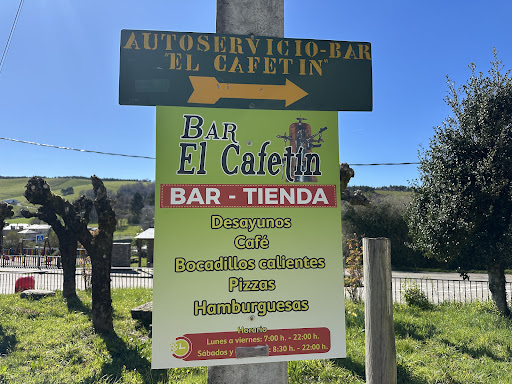 AUTOSERVICIO-BAR
"EL CAFETIN"
BAR
El Cafetín
BAR - TIENDA
Desayunos
Café
Bocadillos calientes
Pizzas
Hamburguesas
Horario
Lunes a viernes: 7:00 h. - 22:00 h.
Sábados y 8:30 h. - 22:00 h.